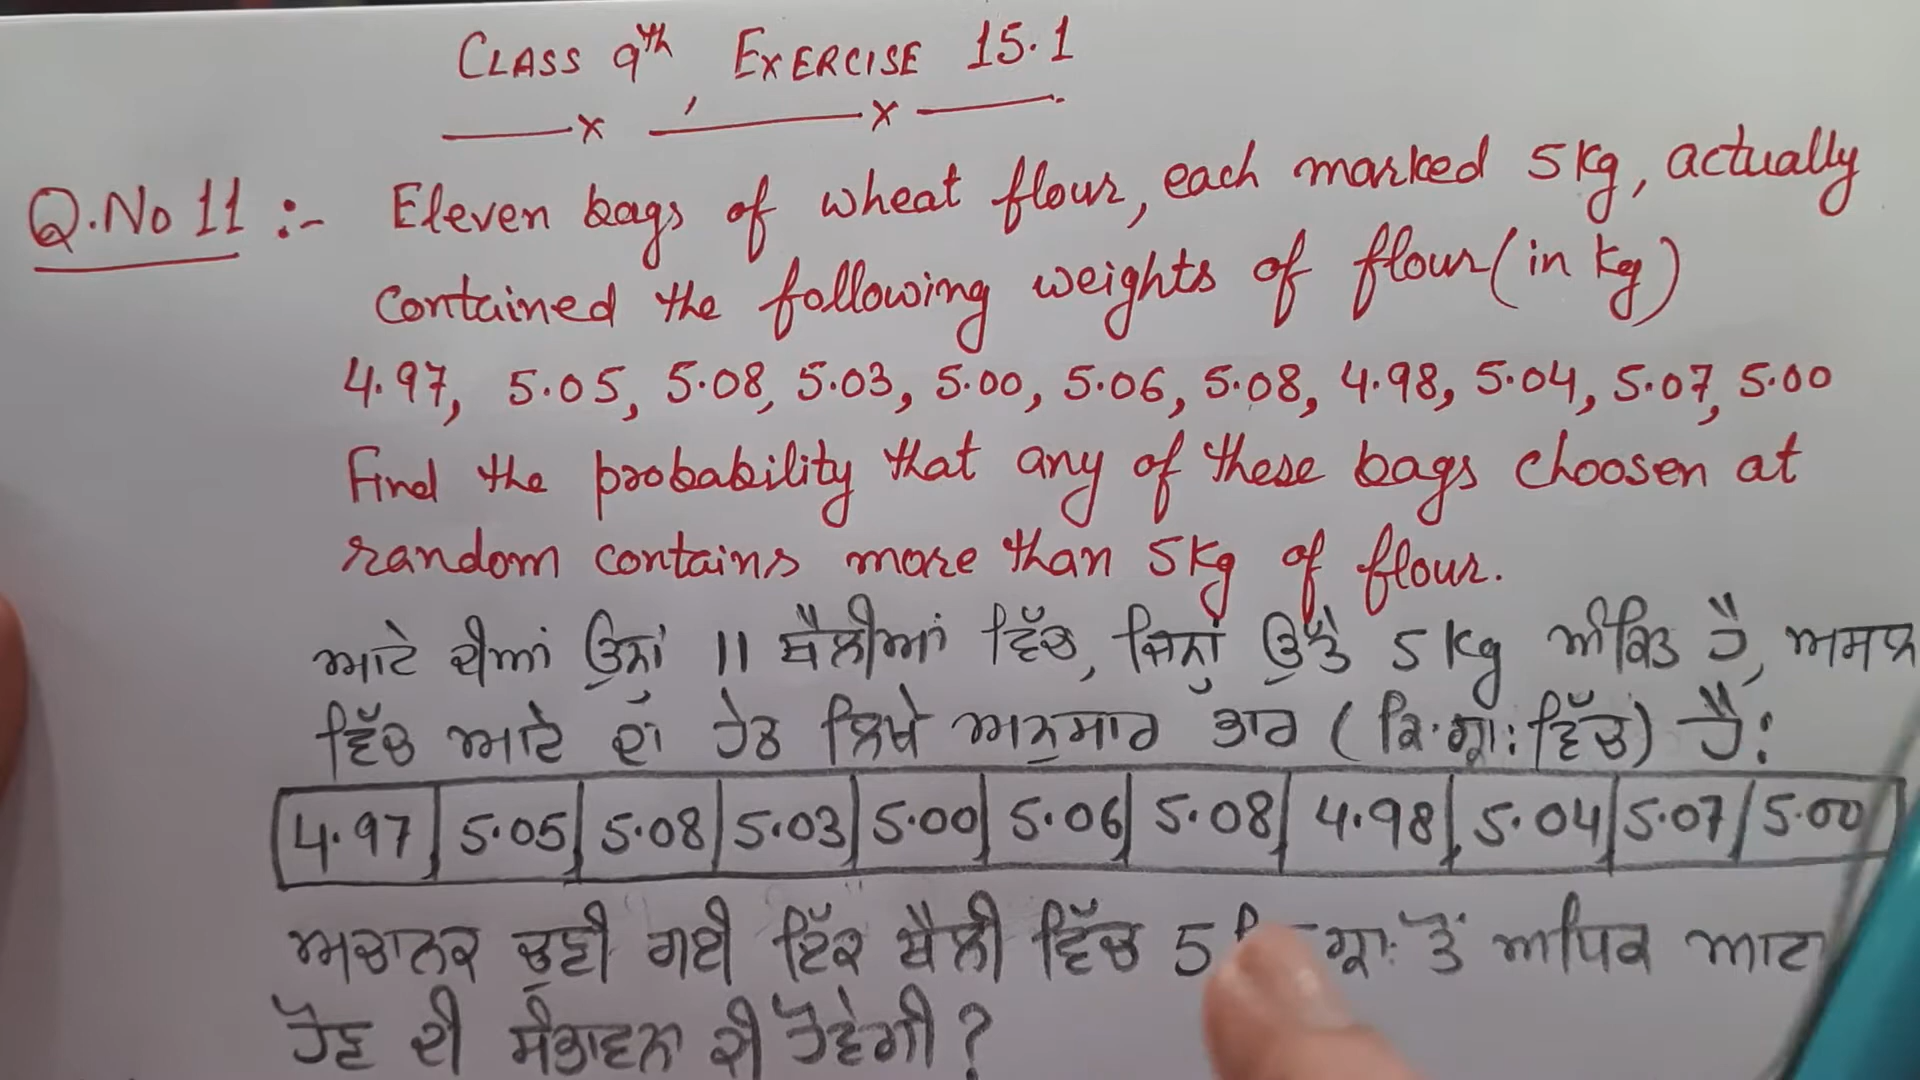 CLASS 9th, EXERCISE 15.1
Q.No 11 :- Eleven bags of wheat flour, each marked 5 kg, actually
contained the following weights of flour (in kg)
4.97, 5.05, 5.08, 5.03, 5.00, 5.06, 5.08, 4.98, 5.04, 5.07, 5.00
Find the probability that any of these bags choosen at
random contains more than 5 kg of flour.
ਆਟੇ ਦੀਆਂ ਉਨਾਂ 11 ਥੈਲੀਆਂ ਵਿੱਚ, ਜਿਨਾਂ ਉੱਤੇ 5 kg ਅੰਕਿਤ ਹੈ, ਅਸਲ
ਵਿੱਚ ਆਟੇ ਦਾ ਹੇਠ ਲਿਖੇ ਅਨੁਸਾਰ ਭਾਰ (ਕਿ.ਗ੍ਰਾ: ਵਿੱਚ) ਹੈ:
4.97 5.05 5.08 5.03 5.00 5.06 5.08 4.98 5.04 5.07 5.00
ਅਚਾਨਕ ਚੁਣੀ ਗਈ ਇੱਕ ਥੈਲੀ ਵਿੱਚ 5 ਗ੍ਰਾ: ਤੋਂ ਅਧਿਕ ਆਟਾ
ਹੋਣ ਦੀ ਸੰਭਾਵਨਾ ਕੀ ਹੋਵੇਗੀ?